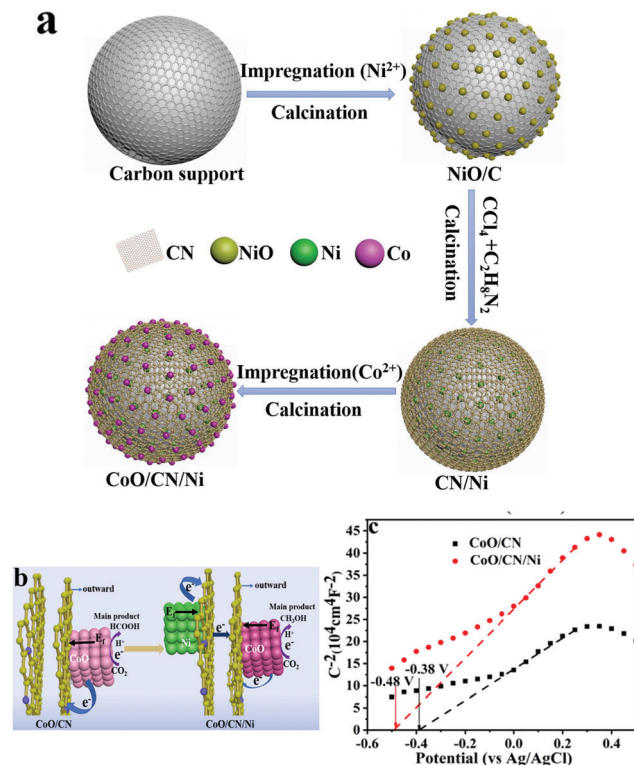 a
Impregnation (Ni²⁺)
Calcination
Carbon support
NiO/C
CCl₄ +C₂H₈N₂
Calcination
CN
NiO
Ni
Co
Impregnation(Co²⁺)
Calcination
CoO/CN/Ni
CN/Ni
b
outward
Main product
HCOOH
H⁺
e⁻
CO₂
E_f
CoO
e⁻
CoO/CN
e⁻
E_f
Ni
e⁻
outward
Main product
CH₃OH
H⁺
e⁻
CO₂
E_f
CoO
e⁻
CoO/CN/Ni
c
CoO/CN
CoO/CN/Ni
C⁻²(10⁴cm⁴F⁻²)
45
40
35
30
25
20
15
10
5
0
-0.48 V
-0.38 V
-0.6 -0.4 -0.2 0.0 0.2 0.4
Potential (vs Ag/AgCl)